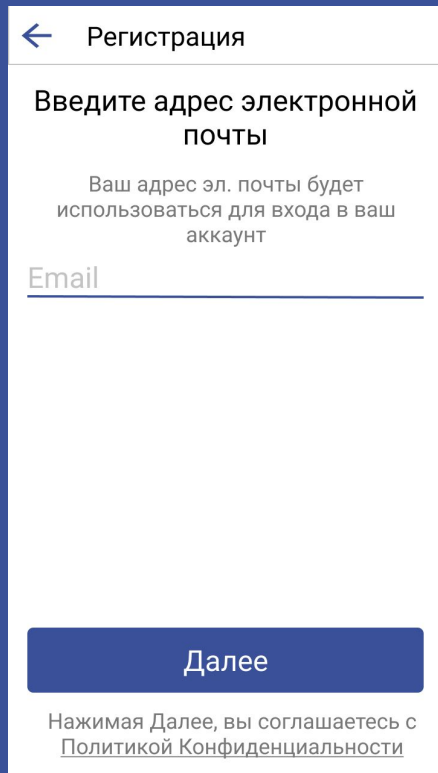 Регистрация
Введите адрес электронной
почты
Ваш адрес эл. почты будет
использоваться для входа в ваш
аккаунт
Email
Далее
Нажимая Далее, вы соглашаетесь с
Политикой Конфиденциальности